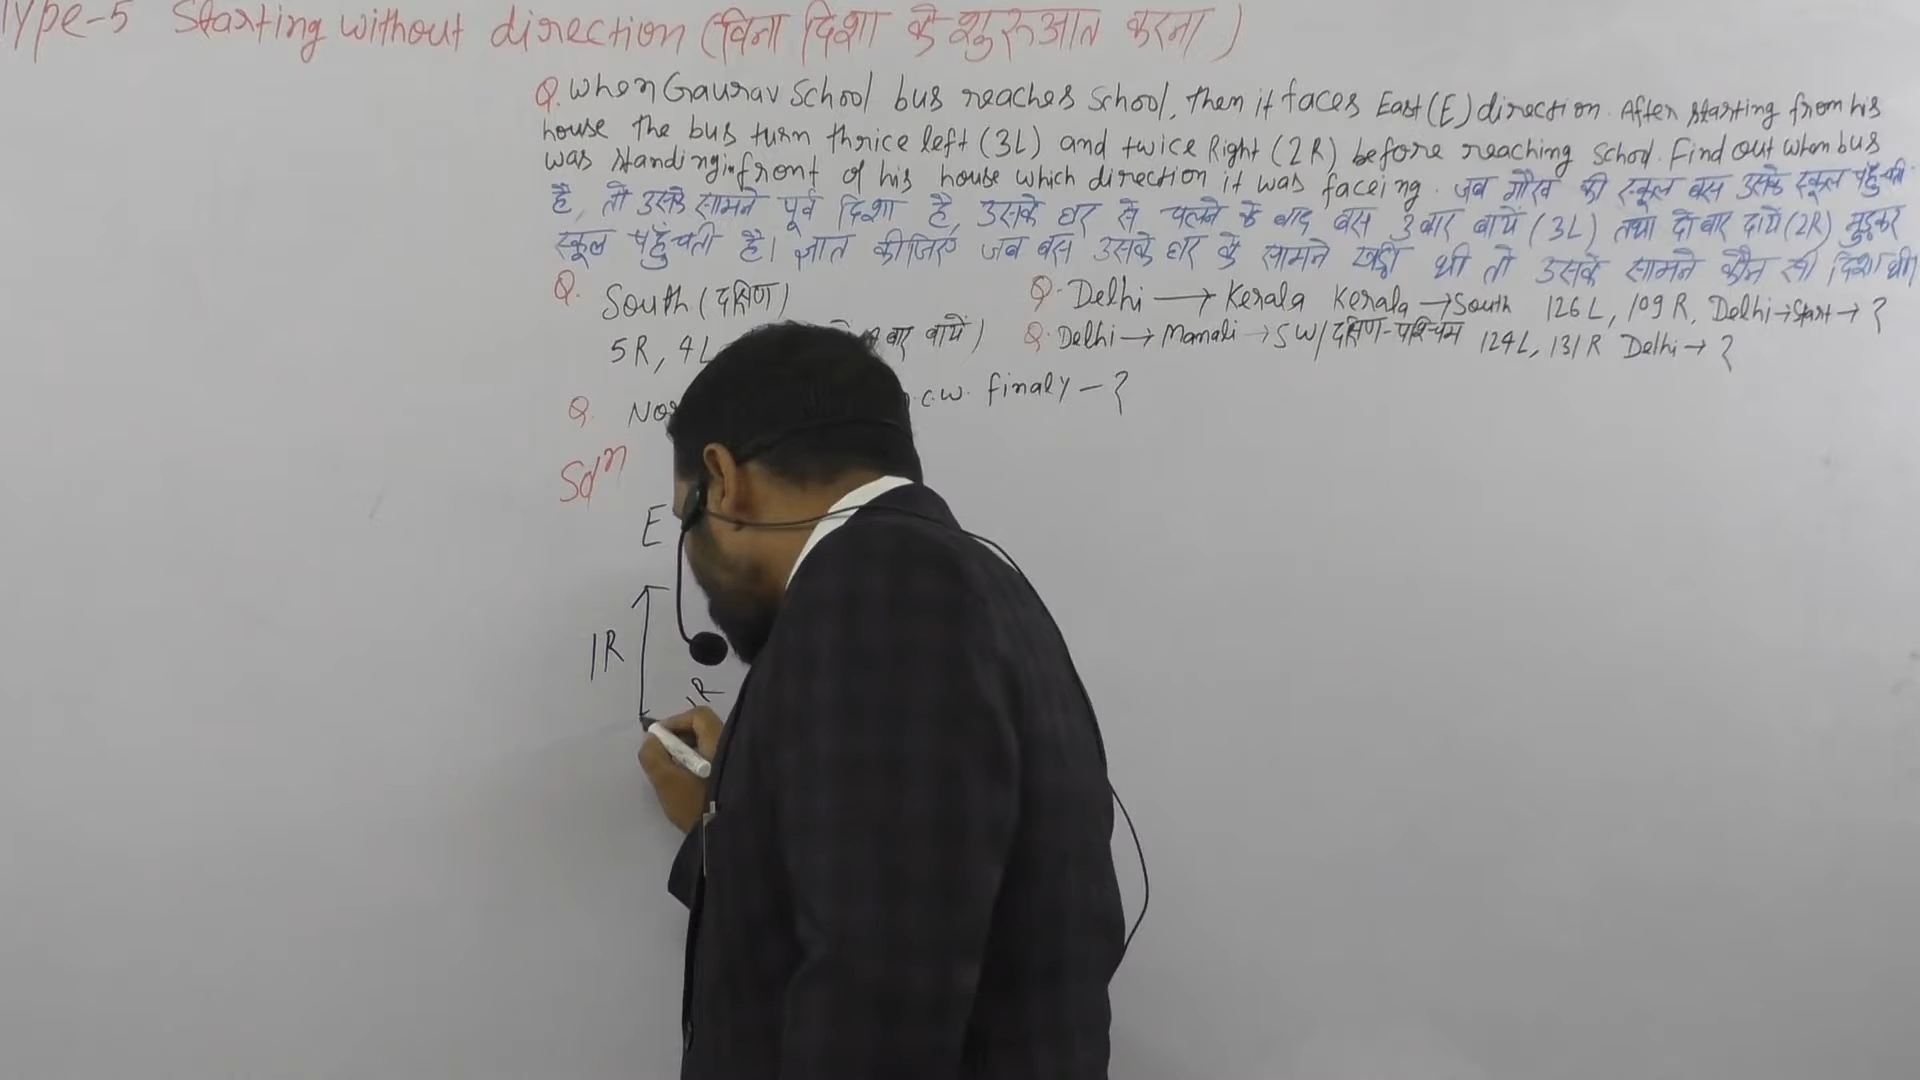 Type-5 Starting without direction (बिना दिशा के शुरुआत करना)
Q. When Gaurav School bus reaches School, then it faces East (E) direction. After starting from his
house the bus turn thrice left (3L) and twice Right (2R) before reaching School. Find out when bus
was standing in front of his house which direction it was faceing. जब गौरव की स्कूल बस उसके स्कूल पहुँचती
है, तो उसके सामने पूर्व दिशा है, उसके घर से चलने के बाद बस 3 बार बायें (3L) तथा दो बार दायें (2R) मुड़कर
स्कूल पहुंचती है। ज्ञात कीजिए जब बस उसके घर के सामने खड़ी थी तो उसके सामने कौन सी दिशा थी।
Q. South (दक्षिण)
5R, 4L बार बायें)
Q. Delhi → Kerala Kerala → South 126L, 109R, Delhi → Start → ?
Q. Delhi → Manali → SW/दक्षिण-पश्चिम 124L, 131R Delhi → ?
Q. c.w. finaly - ?
Sol^n
E
1R
1R